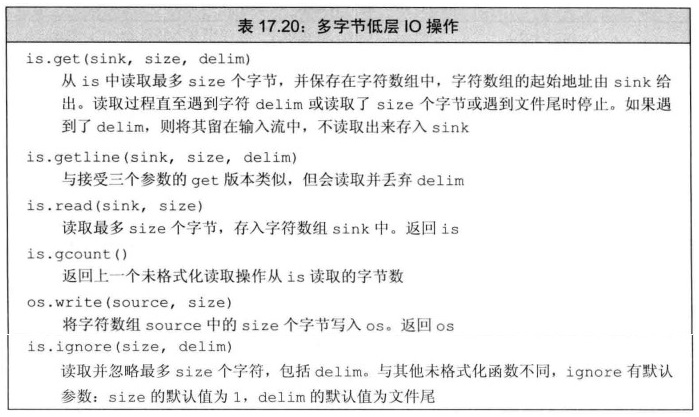 表 17.20：多字节低层 IO 操作
is.get(sink, size, delim)
从 is 中读取最多 size 个字节，并保存在字符数组中，字符数组的起始地址由 sink 给
出。读取过程直至遇到字符 delim 或读取了 size 个字节或遇到文件尾时停止。如果遇
到了 delim，则将其留在输入流中，不读取出来存入 sink
is.getline(sink, size, delim)
与接受三个参数的 get 版本类似，但会读取并丢弃 delim
is.read(sink, size)
读取最多 size 个字节，存入字符数组 sink 中。返回 is
is.gcount()
返回上一个未格式化读取操作从 is 读取的字节数
os.write(source, size)
将字符数组 source 中的 size 个字节写入 os。返回 os
is.ignore(size, delim)
读取并忽略最多 size 个字符，包括 delim。与其他未格式化函数不同，ignore 有默认
参数：size 的默认值为 1，delim 的默认值为文件尾